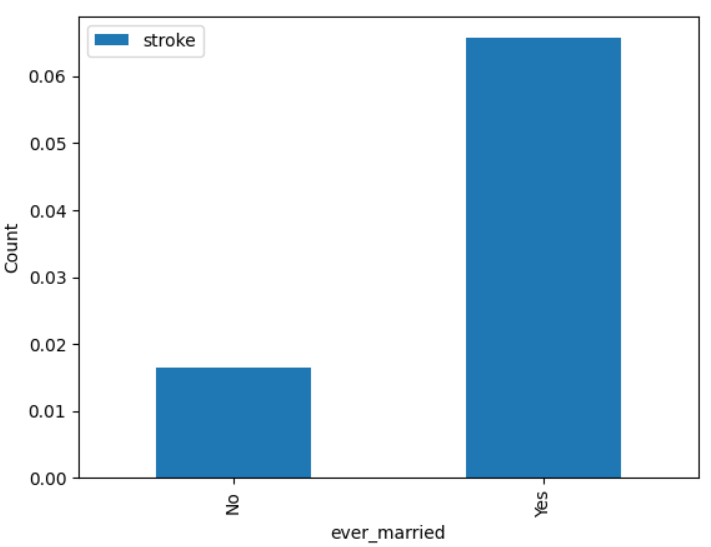 stroke
0.06
0.05
0.04
0.03
0.02
0.01
0.00
Count
No
Yes
ever_married